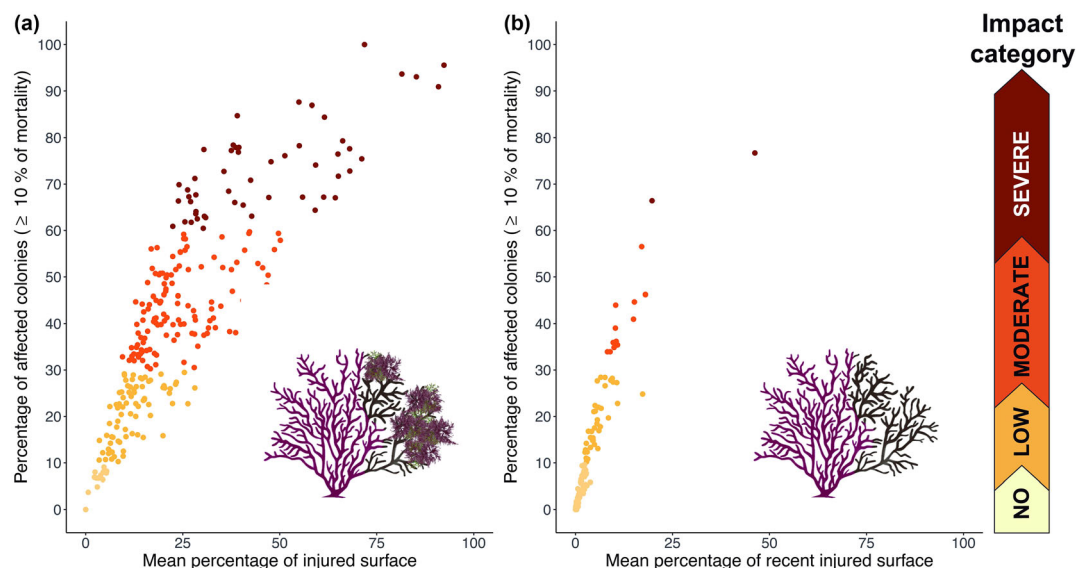 (a)
Percentage of affected colonies ( ≥ 10 % of mortality)
100
90
80
70
60
50
40
30
20
10
0
0 25 50 75 100
Mean percentage of injured surface
(b)
Percentage of affected colonies ( ≥ 10 % of mortality)
100
90
80
70
60
50
40
30
20
10
0
0 25 50 75 100
Mean percentage of recent injured surface
Impact
category
SEVERE
MODERATE
LOW
NO